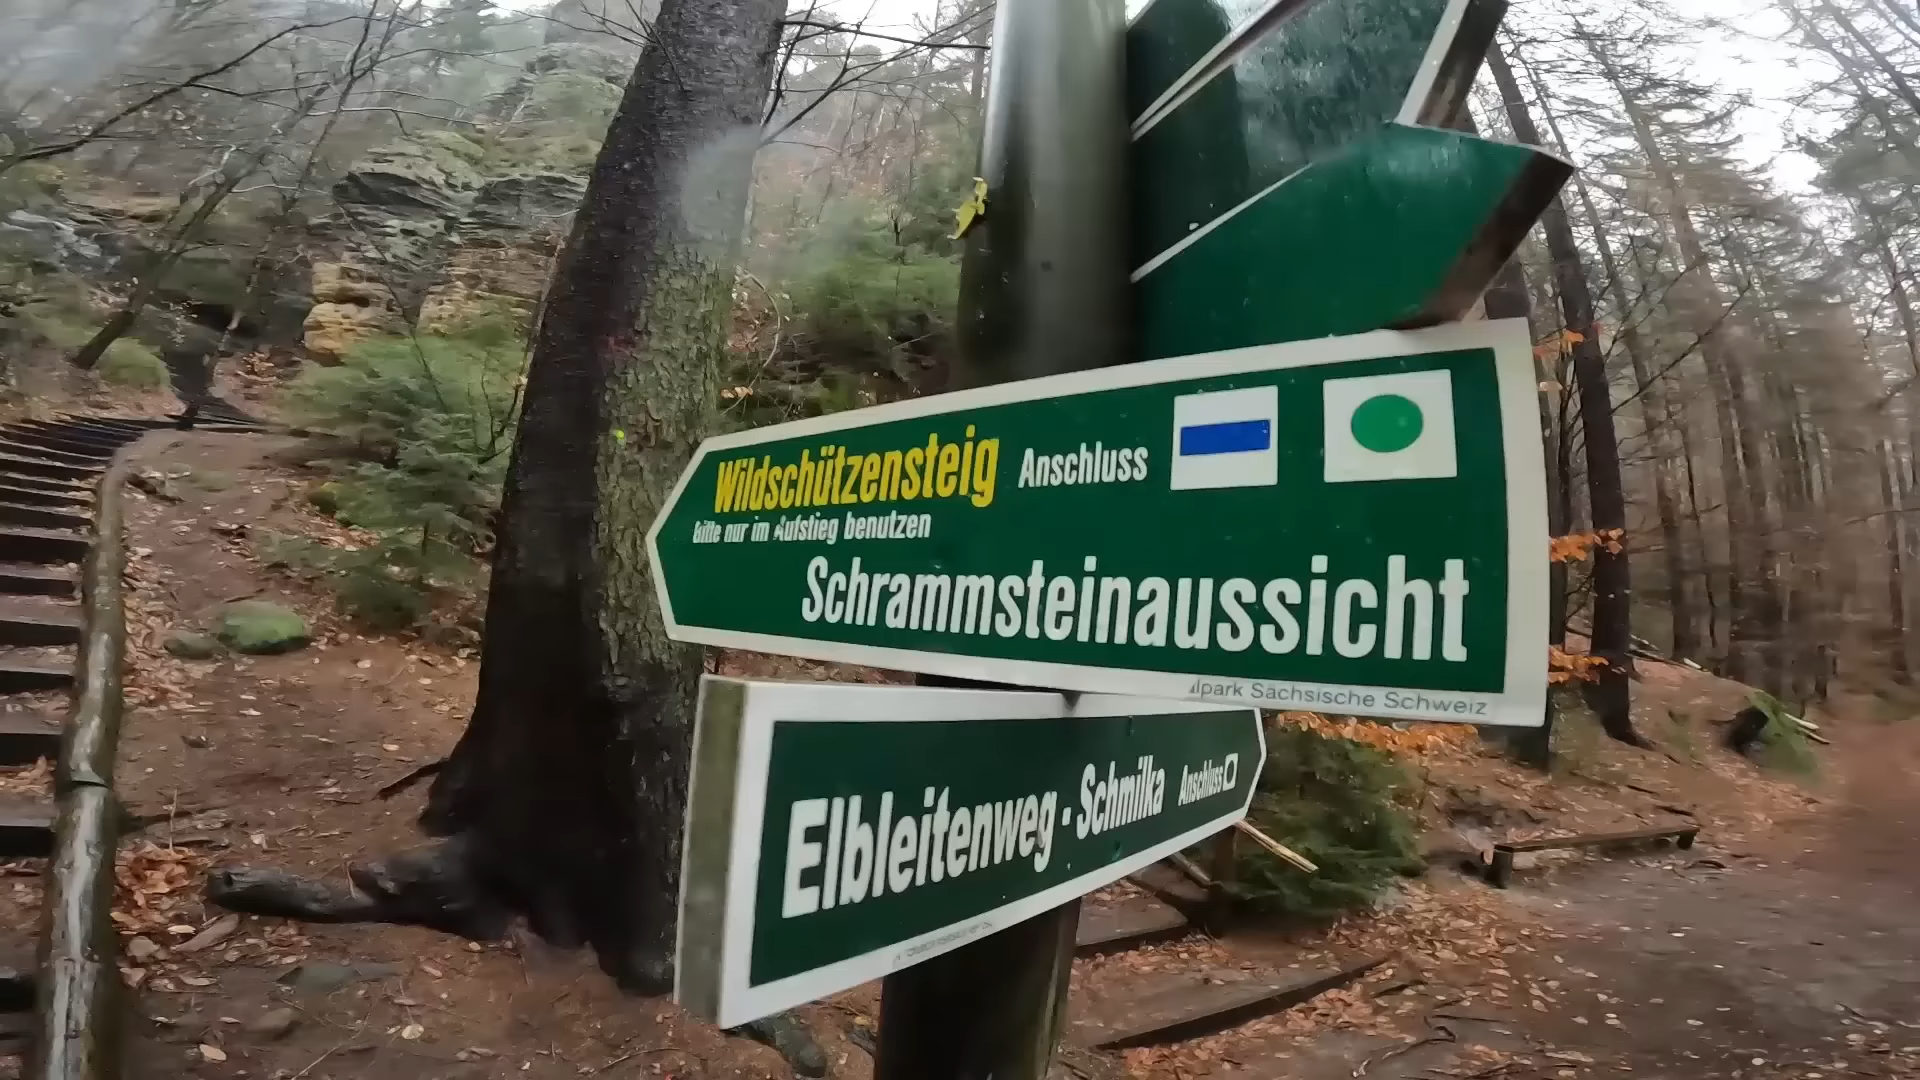 Wildschützensteig Anschluss
Bitte nur im Aufstieg benutzen
Schrammsteinaussicht
lpark Sächsische Schweiz
Elbleitenweg - Schmilka Anschluss